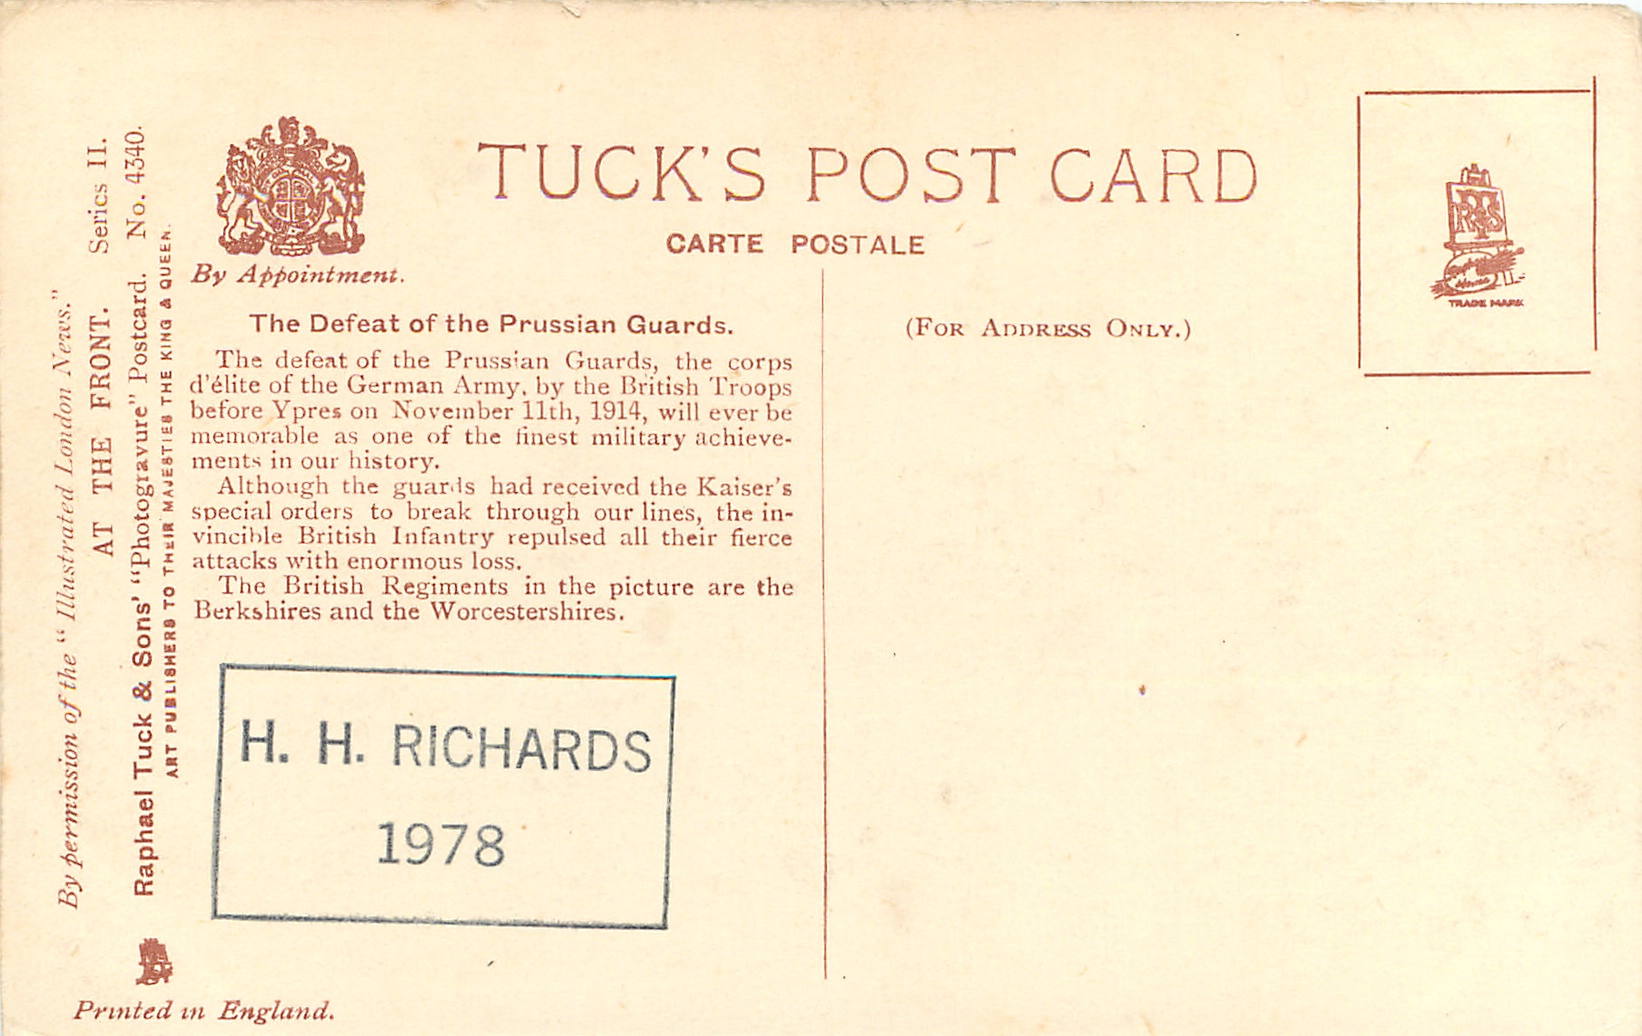 By permission of the "Illustrated London News."
AT THE FRONT. Series II.
Raphael Tuck & Sons' "Photogravure" Postcard. No. 4340.
ART PUBLISHERS TO THEIR MAJESTIES THE KING & QUEEN.
TUCK'S POST CARD
CARTE POSTALE
By Appointment.
The Defeat of the Prussian Guards.
The defeat of the Prussian Guards, the corps
d'élite of the German Army, by the British Troops
before Ypres on November 11th, 1914, will ever be
memorable as one of the finest military achieve-
ments in our history.
Although the guards had received the Kaiser's
special orders to break through our lines, the in-
vincible British Infantry repulsed all their fierce
attacks with enormous loss.
The British Regiments in the picture are the
Berkshires and the Worcestershires.
(FOR ADDRESS ONLY.)
TRADE MARK
H. H. RICHARDS
1978
Printed in England.